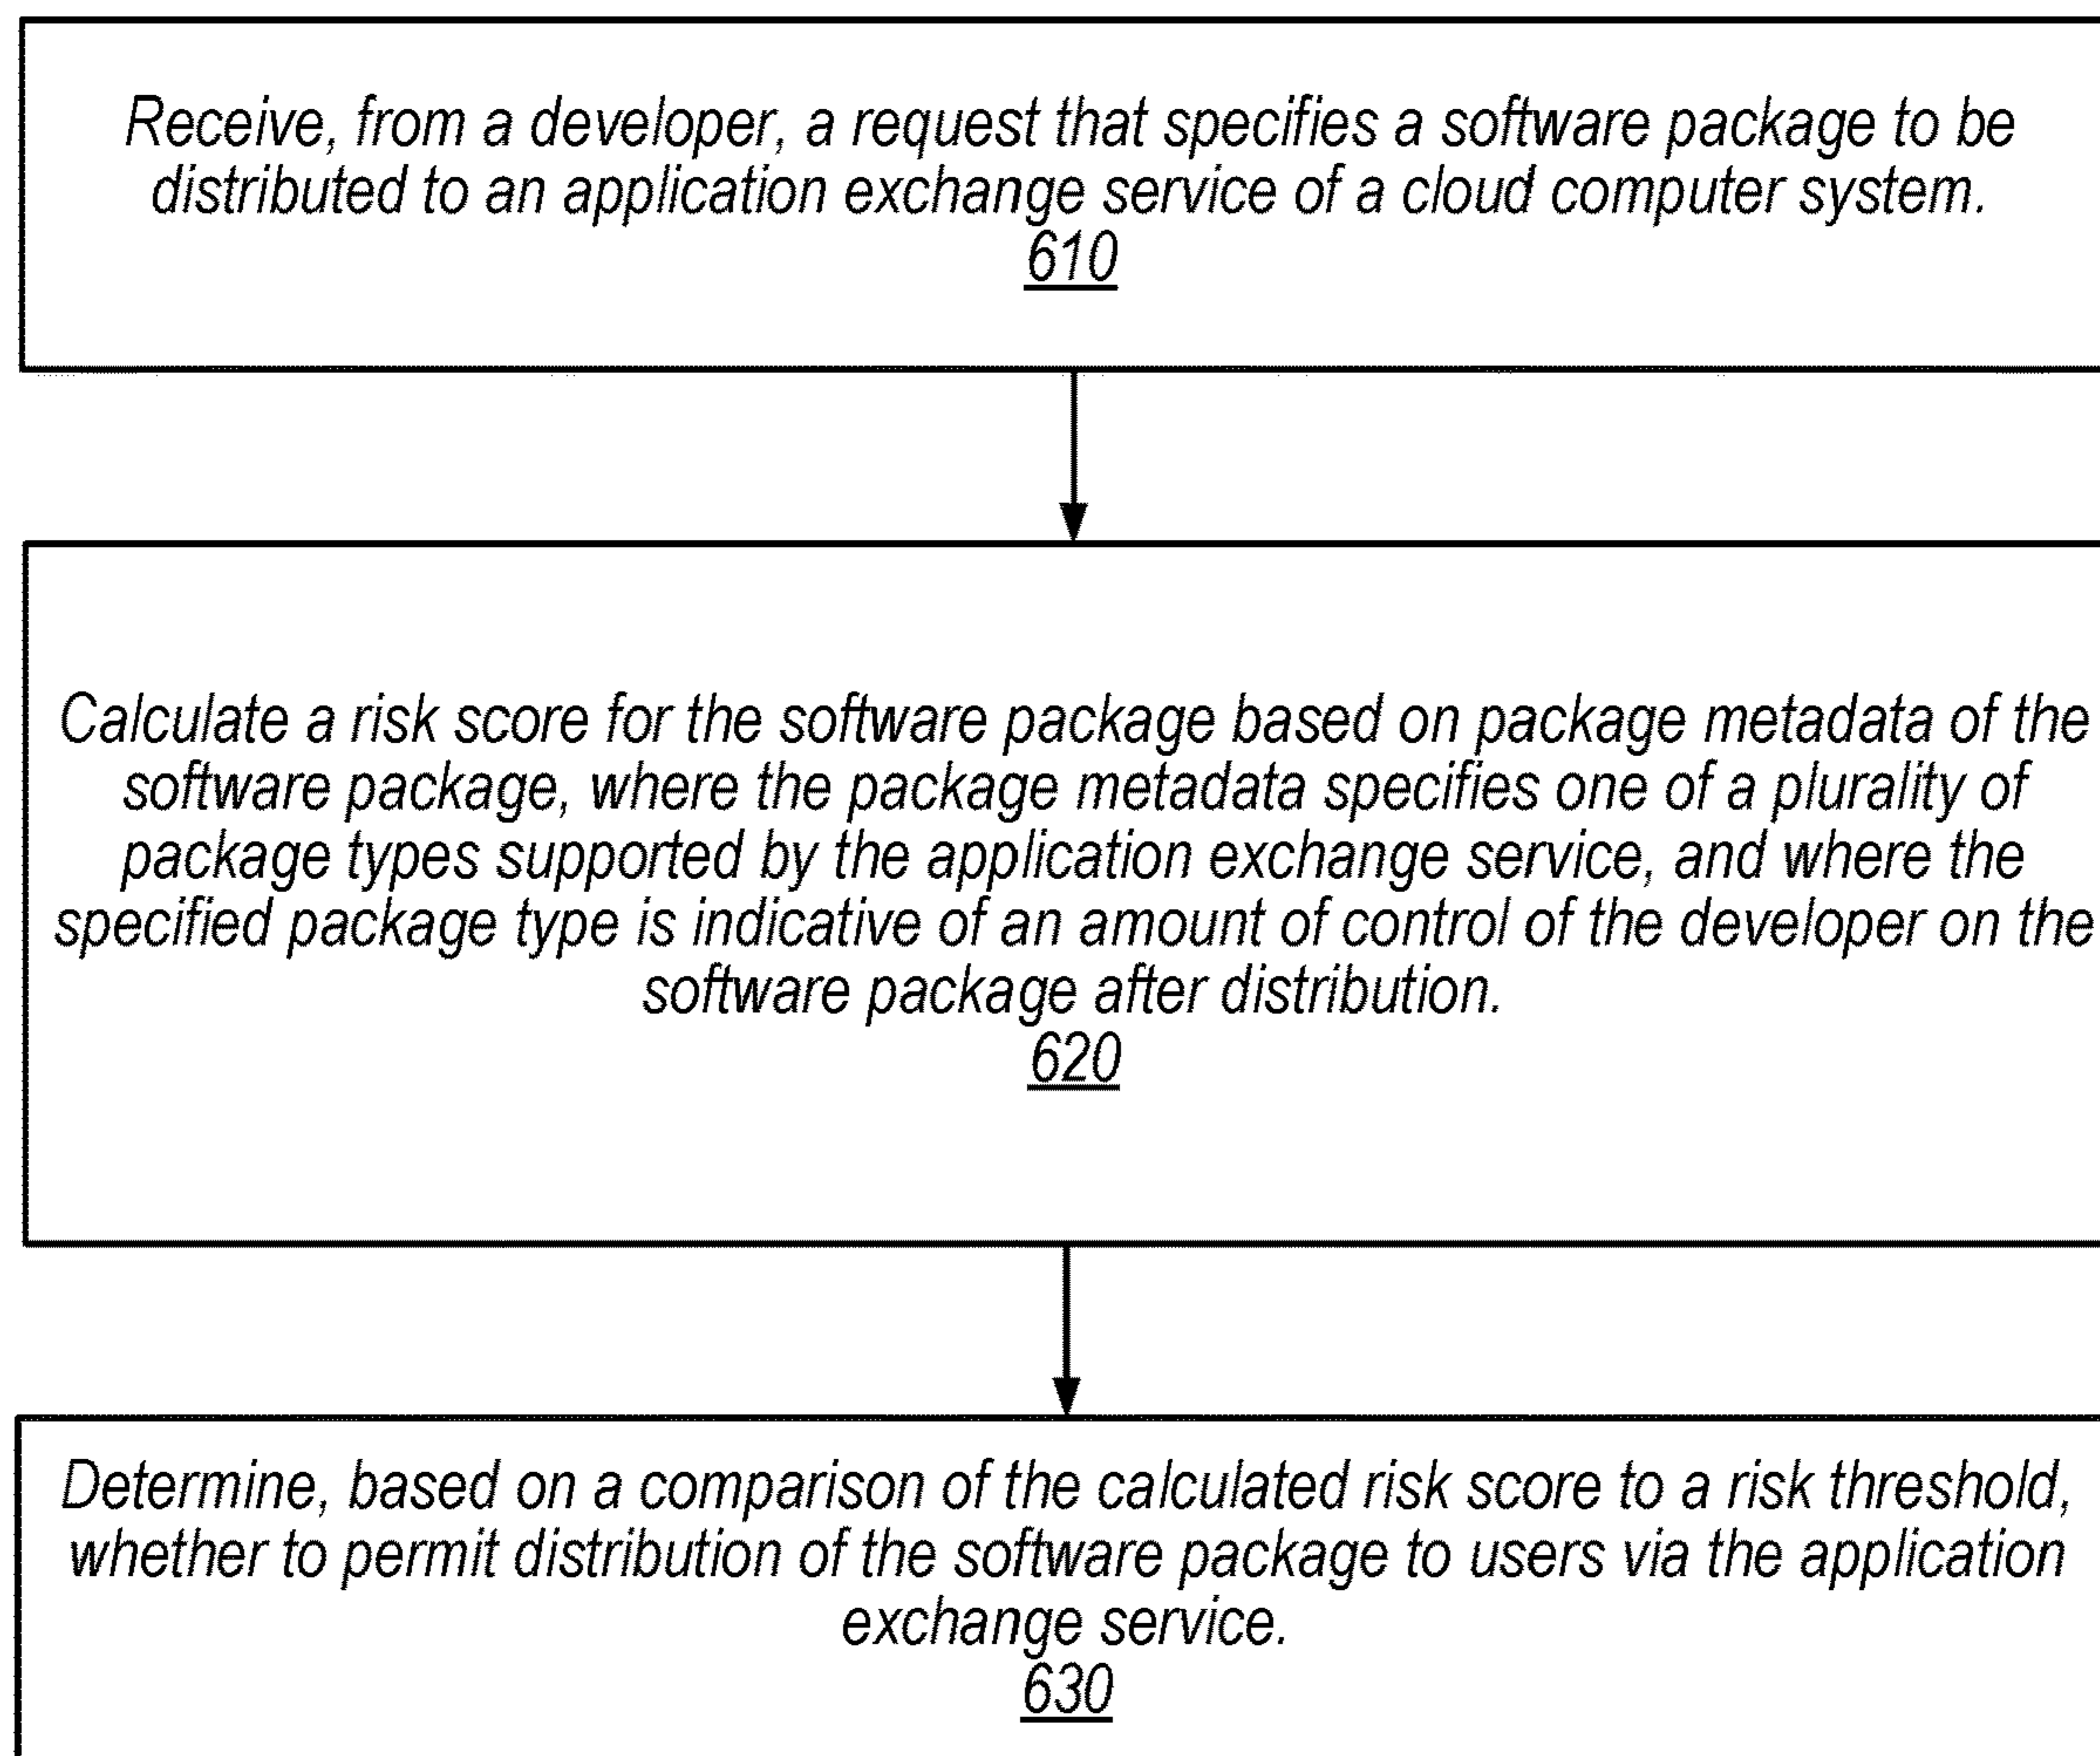 Receive, from a developer, a request that specifies a software package to be
distributed to an application exchange service of a cloud computer system.
610
Calculate a risk score for the software package based on package metadata of the
software package, where the package metadata specifies one of a plurality of
package types supported by the application exchange service, and where the
specified package type is indicative of an amount of control of the developer on the
software package after distribution.
620
Determine, based on a comparison of the calculated risk score to a risk threshold,
whether to permit distribution of the software package to users via the application
exchange service.
630